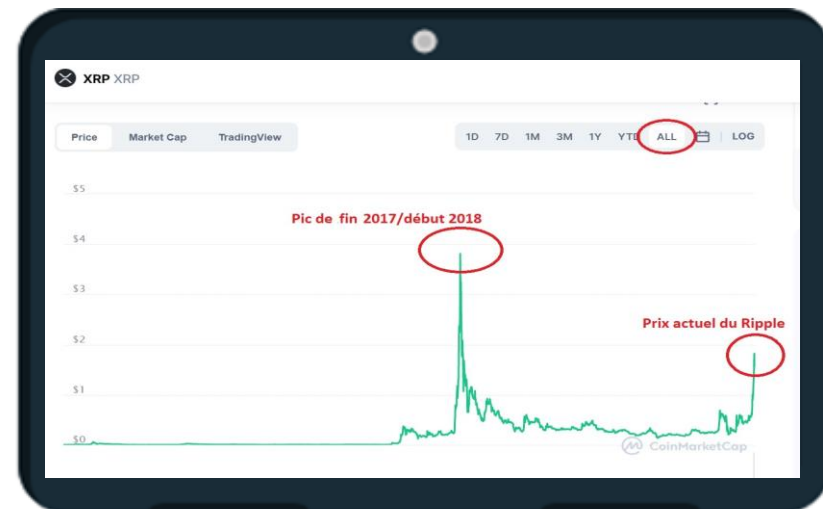 XRP XRP
Price Market Cap TradingView 1D 7D 1M 3M 1Y YTD ALL LOG
$5
Pic de fin 2017/début 2018
$4
$3
Prix actuel du Ripple
$2
$1
$0
CoinMarketCap